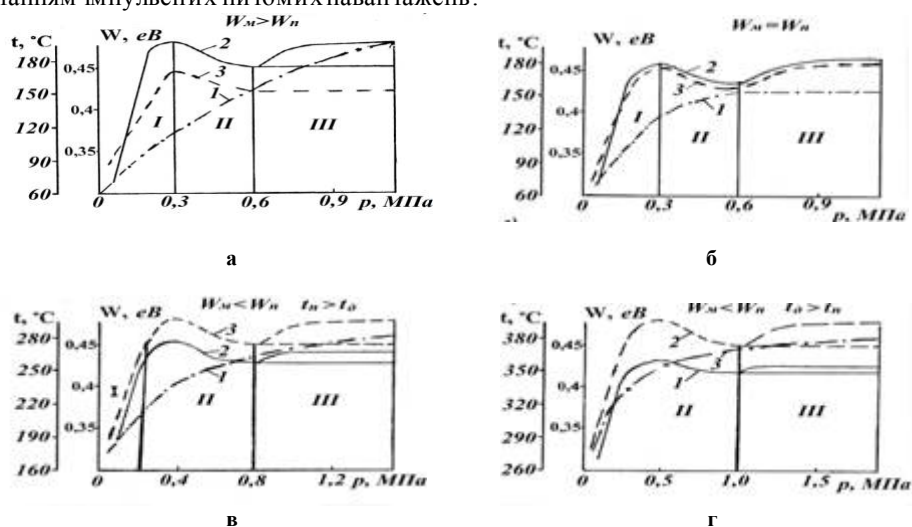 анням імпульсних питомих навантажень.
Wм>Wп
t, °C W, eB
180 0,45
150 0,4
120
90 0,35
60
2
3
1
I II III
0 0,3 0,6 0,9 p, МПа
а
Wм=Wп
t, °C W, eB
180 0,45
150 0,4
120
90 0,35
60
2
3
1
I II III
0 0,3 0,6 0,9 p, МПа
б
Wм<Wп tп>tд
t, °C W, eB
280 0,45
250 0,4
220
190 0,35
160
3
2
1
I II III
0 0,4 0,8 1,2 p, МПа
в
Wм<Wп tд>tп
t, °C W, eB
380 0,45
350 0,4
320
290 0,35
260
2
3
1
II III
0 0,5 1,0 1,5 p, МПа
г